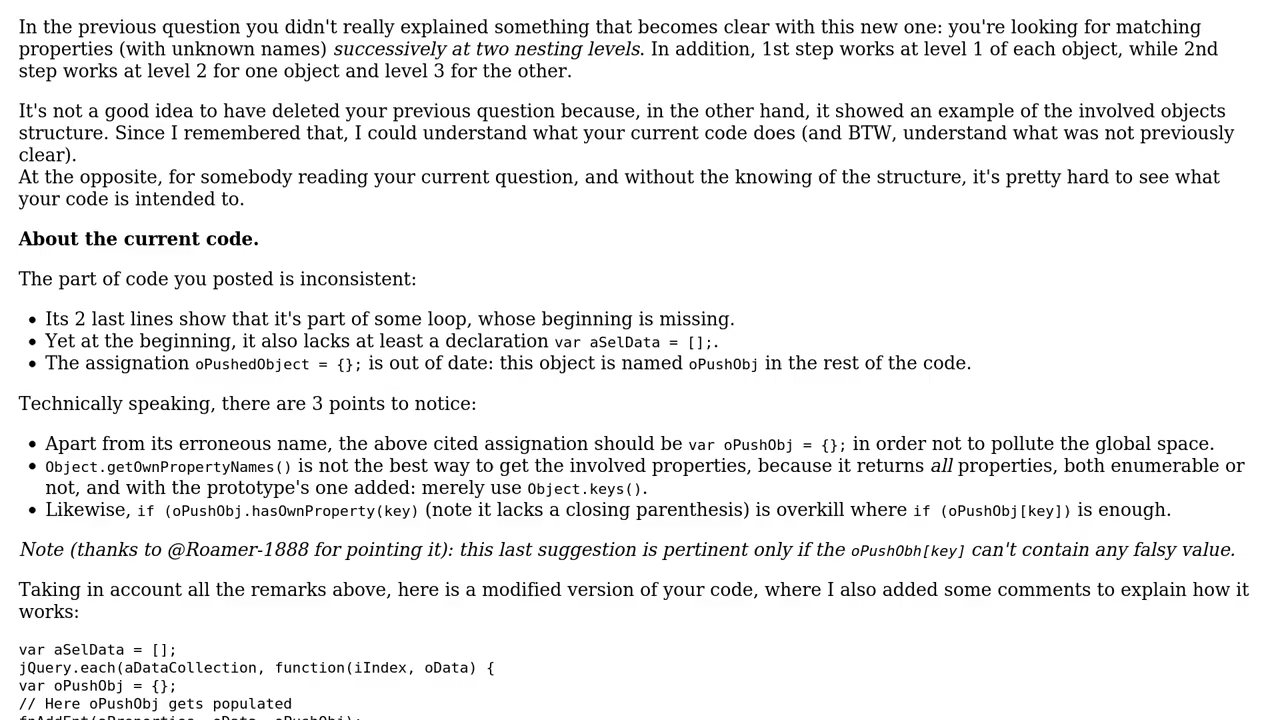 In the previous question you didn't really explained something that becomes clear with this new one: you're looking for matching
properties (with unknown names) successively at two nesting levels. In addition, 1st step works at level 1 of each object, while 2nd
step works at level 2 for one object and level 3 for the other.
It's not a good idea to have deleted your previous question because, in the other hand, it showed an example of the involved objects
structure. Since I remembered that, I could understand what your current code does (and BTW, understand what was not previously
clear).
At the opposite, for somebody reading your current question, and without the knowing of the structure, it's pretty hard to see what
your code is intended to.
About the current code.
The part of code you posted is inconsistent:
• Its 2 last lines show that it's part of some loop, whose beginning is missing.
• Yet at the beginning, it also lacks at least a declaration var aSelData = [];.
• The assignation oPushedObject = {}; is out of date: this object is named oPushObj in the rest of the code.
Technically speaking, there are 3 points to notice:
• Apart from its erroneous name, the above cited assignation should be var oPushObj = {}; in order not to pollute the global space.
• Object.getOwnPropertyNames() is not the best way to get the involved properties, because it returns all properties, both enumerable or
not, and with the prototype's one added: merely use Object.keys().
• Likewise, if (oPushObj.hasOwnProperty(key) (note it lacks a closing parenthesis) is overkill where if (oPushObj[key]) is enough.
Note (thanks to @Roamer-1888 for pointing it): this last suggestion is pertinent only if the oPushObh[key] can't contain any falsy value.
Taking in account all the remarks above, here is a modified version of your code, where I also added some comments to explain how it
works:
var aSelData = [];
jQuery.each(aDataCollection, function(iIndex, oData) {
var oPushObj = {};
// Here oPushObj gets populated